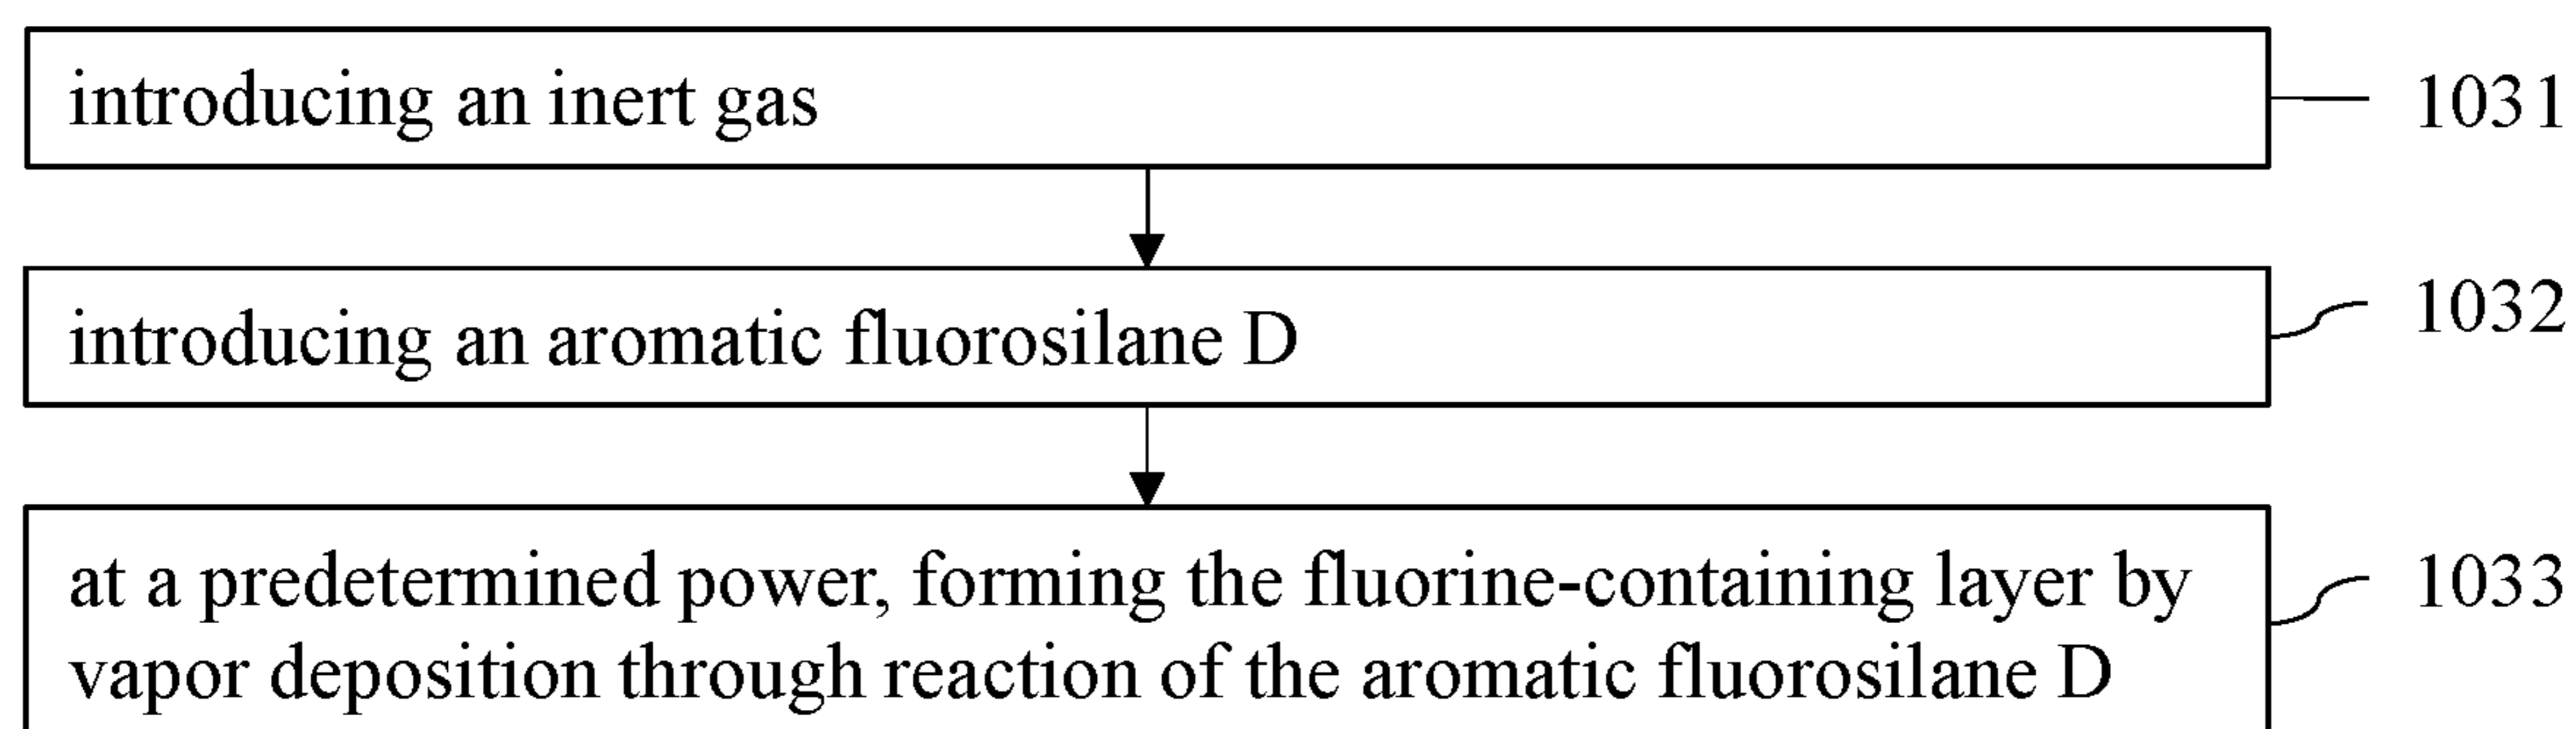 introducing an inert gas
1031
introducing an aromatic fluorosilane D
1032
at a predetermined power, forming the fluorine-containing layer by
1033
vapor deposition through reaction of the aromatic fluorosilane D